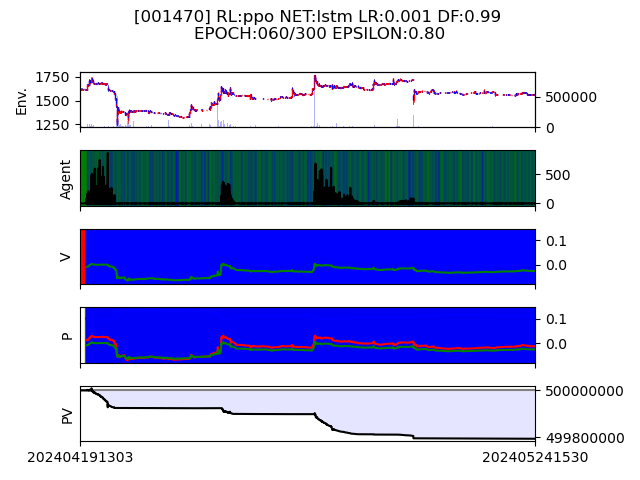 [001470] RL:ppo NET:lstm LR:0.001 DF:0.99
EPOCH:060/300 EPSILON:0.80
Env.
1750
1500
1250
500000
0
Agent
500
0
V
0.1
0.0
P
0.1
0.0
PV
500000000
499800000
202404191303
202405241530